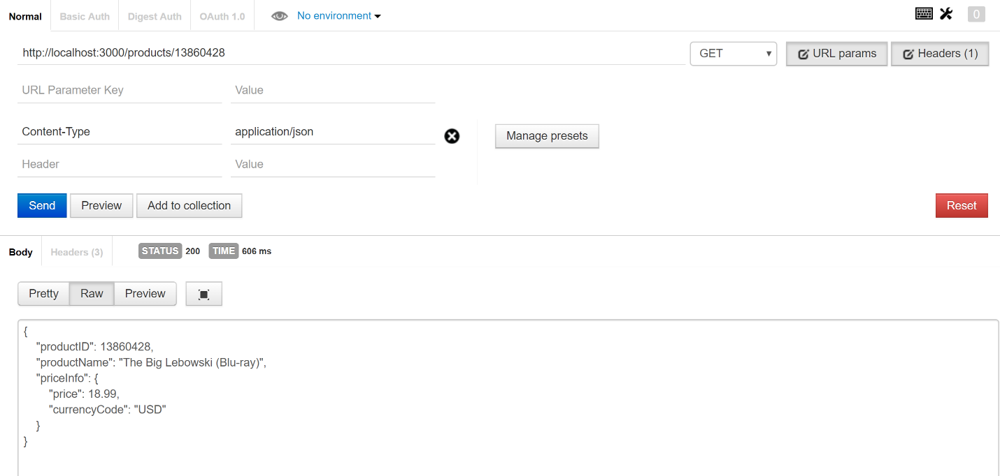 Normal Basic Auth Digest Auth OAuth 1.0 No environment 0
http://localhost:3000/products/13860428 GET URL params Headers (1)
URL Parameter Key Value
Content-Type application/json Manage presets
Header Value
Send Preview Add to collection Reset
Body Headers (3) STATUS 200 TIME 606 ms
Pretty Raw Preview
{
"productID": 13860428,
"productName": "The Big Lebowski (Blu-ray)",
"priceInfo": {
"price": 18.99,
"currencyCode": "USD"
}
}